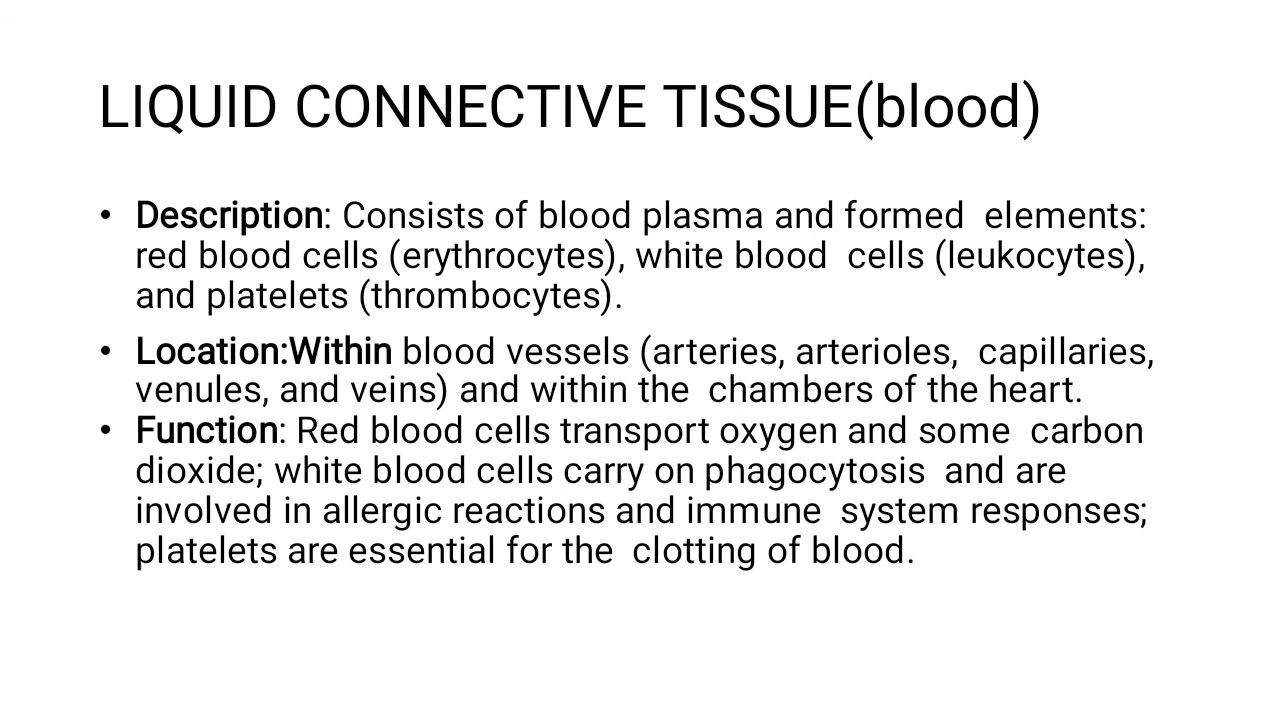 LIQUID CONNECTIVE TISSUE(blood)
• Description: Consists of blood plasma and formed  elements:
red blood cells (erythrocytes), white blood  cells (leukocytes),
and platelets (thrombocytes).
• Location:Within blood vessels (arteries, arterioles,  capillaries,
venules, and veins) and within the  chambers of the heart.
• Function: Red blood cells transport oxygen and some  carbon
dioxide; white blood cells carry on phagocytosis  and are
involved in allergic reactions and immune  system responses;
platelets are essential for the  clotting of blood.